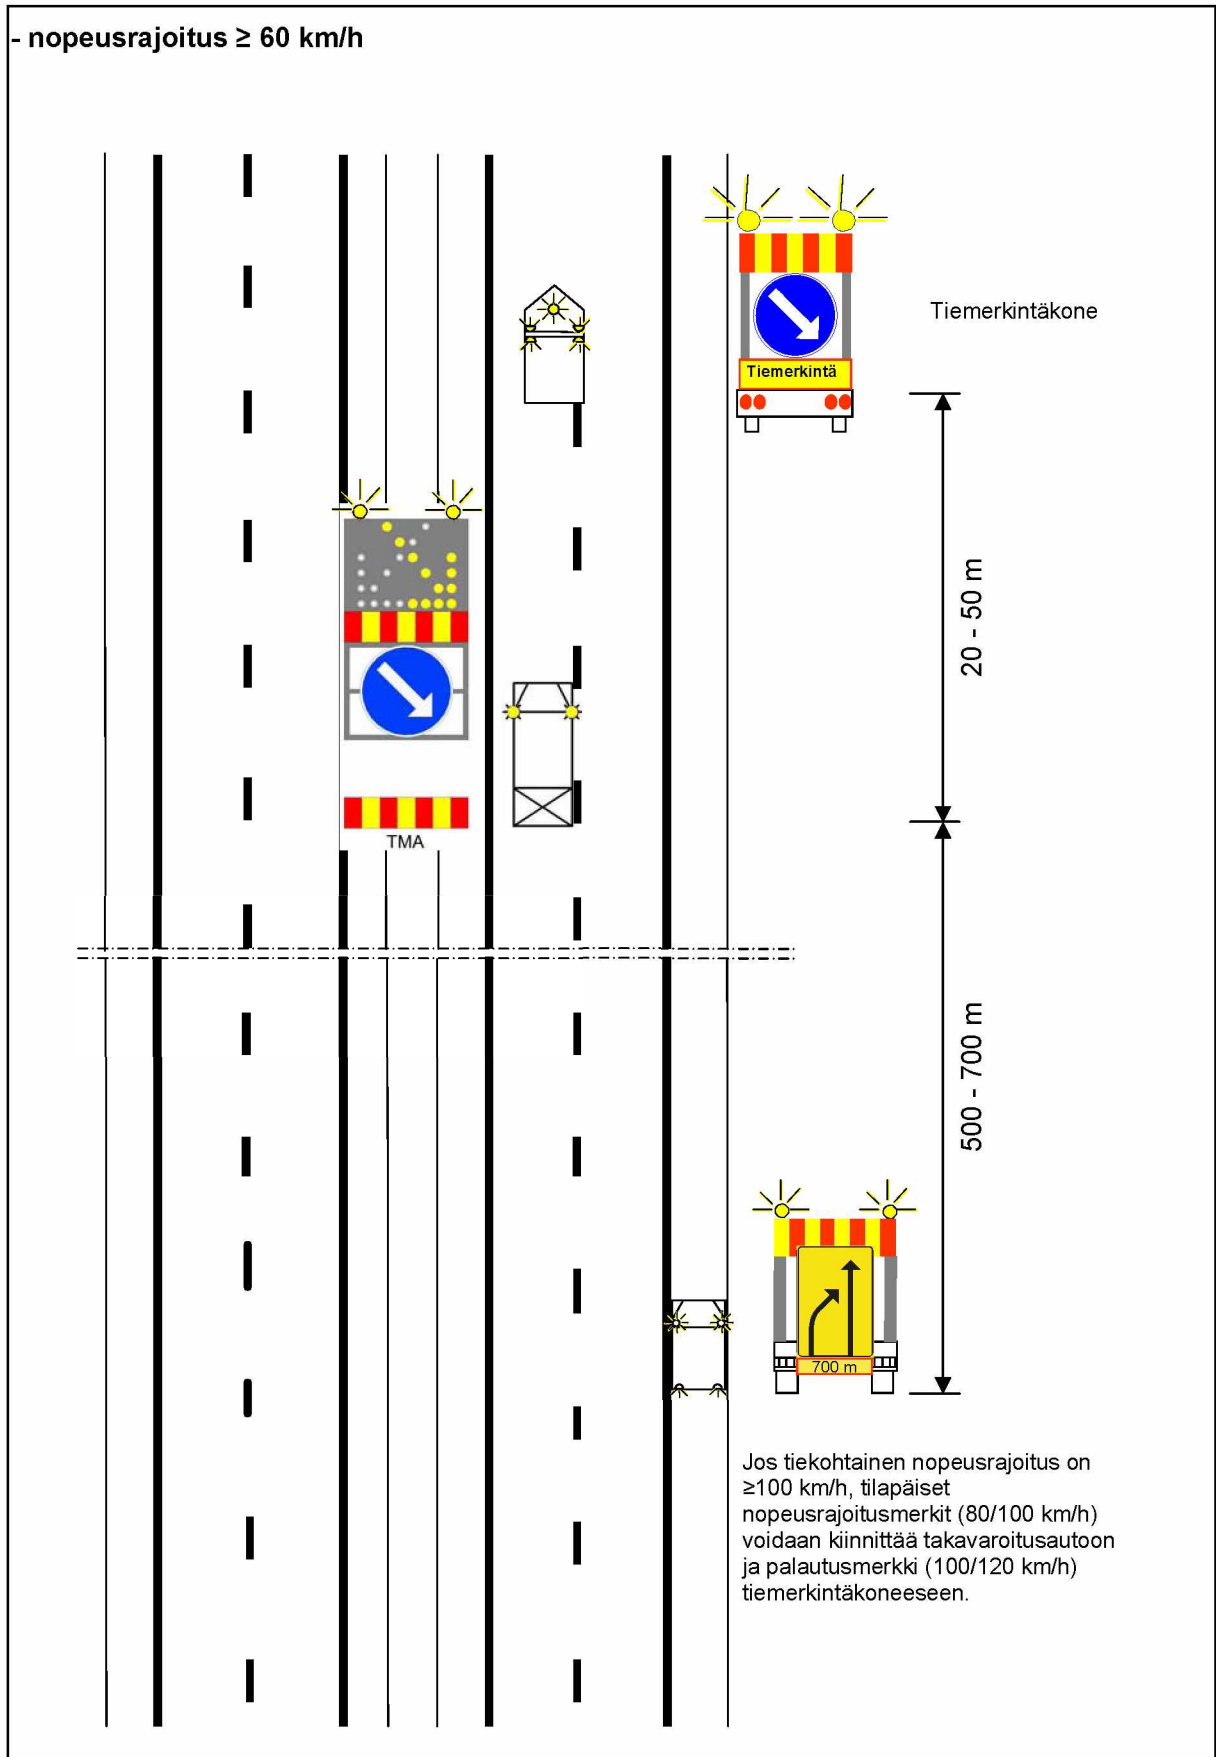 - nopeusrajoitus ≥ 60 km/h
Tiemerkintäkone
Tiemerkintä
20 - 50 m
TMA
500 - 700 m
700 m
Jos tiekohtainen nopeusrajoitus on
≥100 km/h, tilapäiset
nopeusrajoitusmerkit (80/100 km/h)
voidaan kiinnittää takavaroitusautoon
ja palautusmerkki (100/120 km/h)
tiemerkintäkoneeseen.